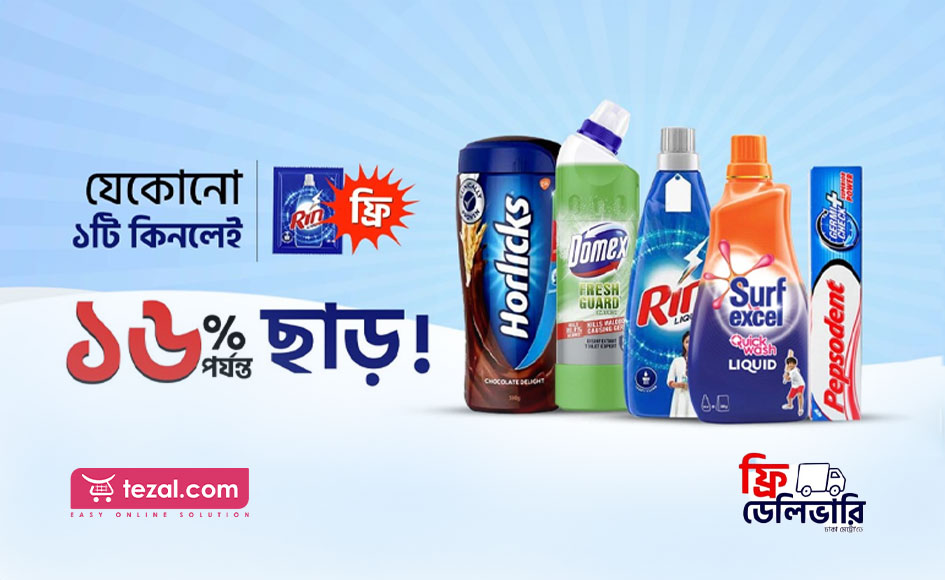 যেকোনো
১টি কিনলেই
Rin
ফ্রি
১৬%
পর্যন্ত
ছাড়!
Horlicks
CHOCOLATE DELIGHT
Domex
FRESH
GUARD
Rin
LIQUID
Surf
excel
Quick
wash
LIQUID
GERMI
CHECK+
Pepsodent
tezal.com
EASY ONLINE SOLUTION
ফ্রি
ডেলিভারি
ঢাকা মেট্রোতে